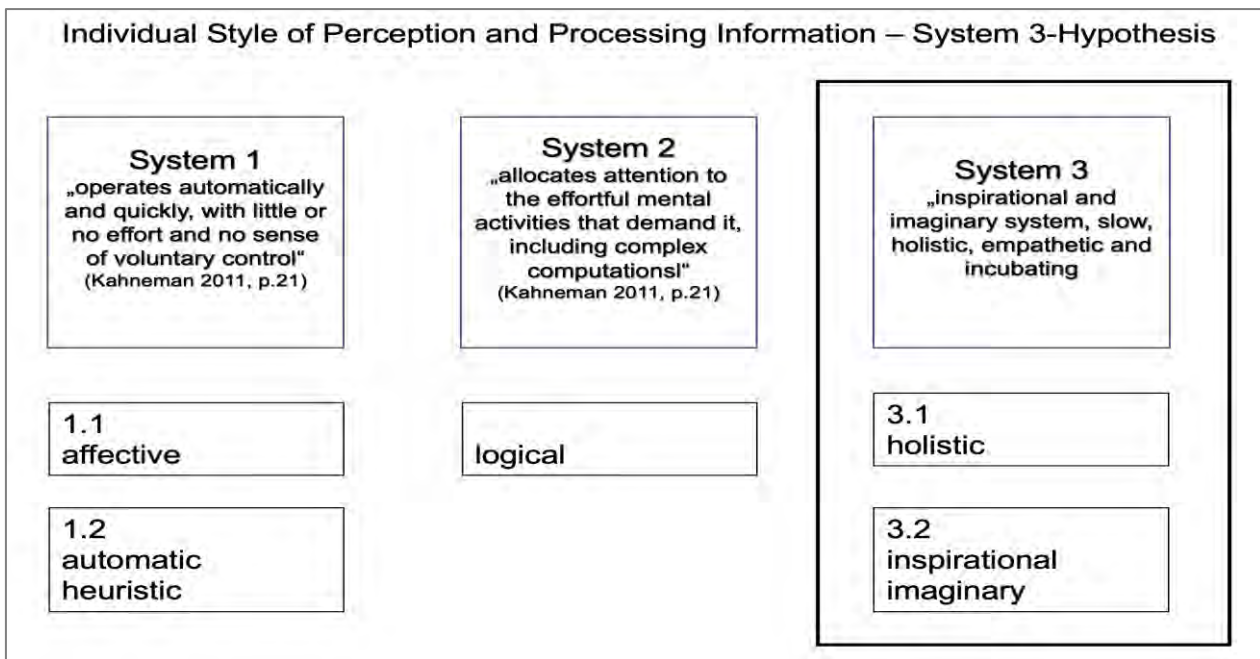 Individual Style of Perception and Processing Information – System 3-Hypothesis
System 1
„operates automatically
and quickly, with little or
no effort and no sense
of voluntary control“
(Kahneman 2011, p.21)
System 2
„allocates attention to
the effortful mental
activities that demand it,
including complex
computationsl“
(Kahneman 2011, p.21)
System 3
„inspirational and
imaginary system, slow,
holistic, empathetic and
incubating
1.1
affective
logical
3.1
holistic
1.2
automatic
heuristic
3.2
inspirational
imaginary